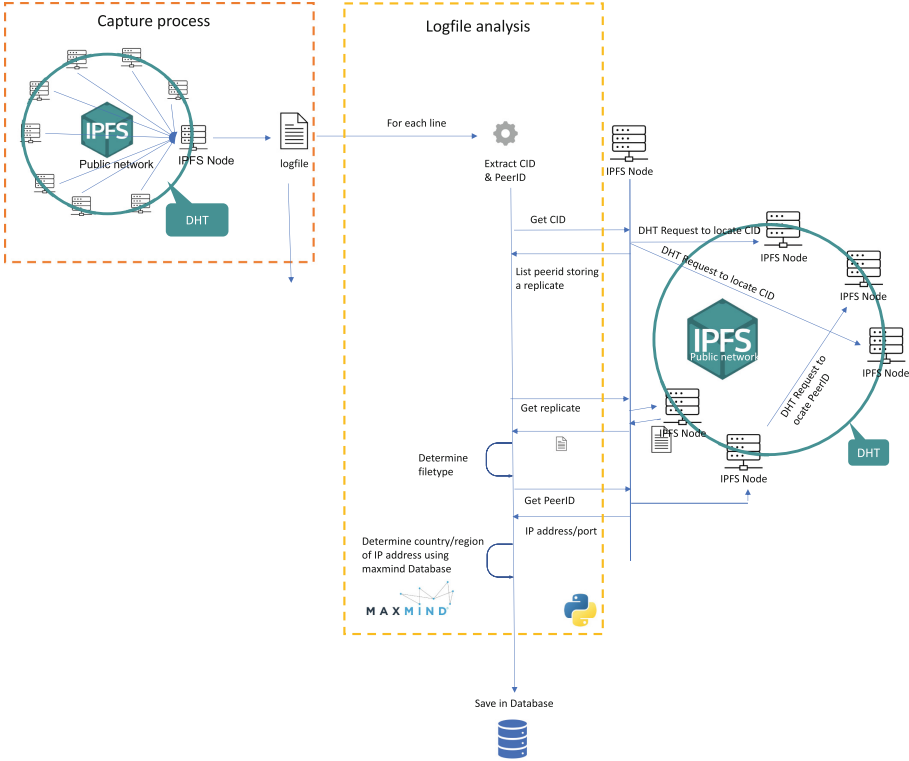 Capture process
IPFS
Public network
IPFS Node
DHT
logfile
For each line
Logfile analysis
Extract CID
& PeerID
IPFS Node
Get CID
DHT Request to locate CID
DHT Request to locate CID
List peerid storing
a replicate
IPFS Node
IPFS Node
IPFS Node
IPFS
Public network
DHT Request to
ocate PeerID
Get replicate
IPFS Node
IPFS Node
DHT
Determine
filetype
Get PeerID
IP address/port
Determine country/region
of IP address using
maxmind Database
MAXMIND
Save in Database